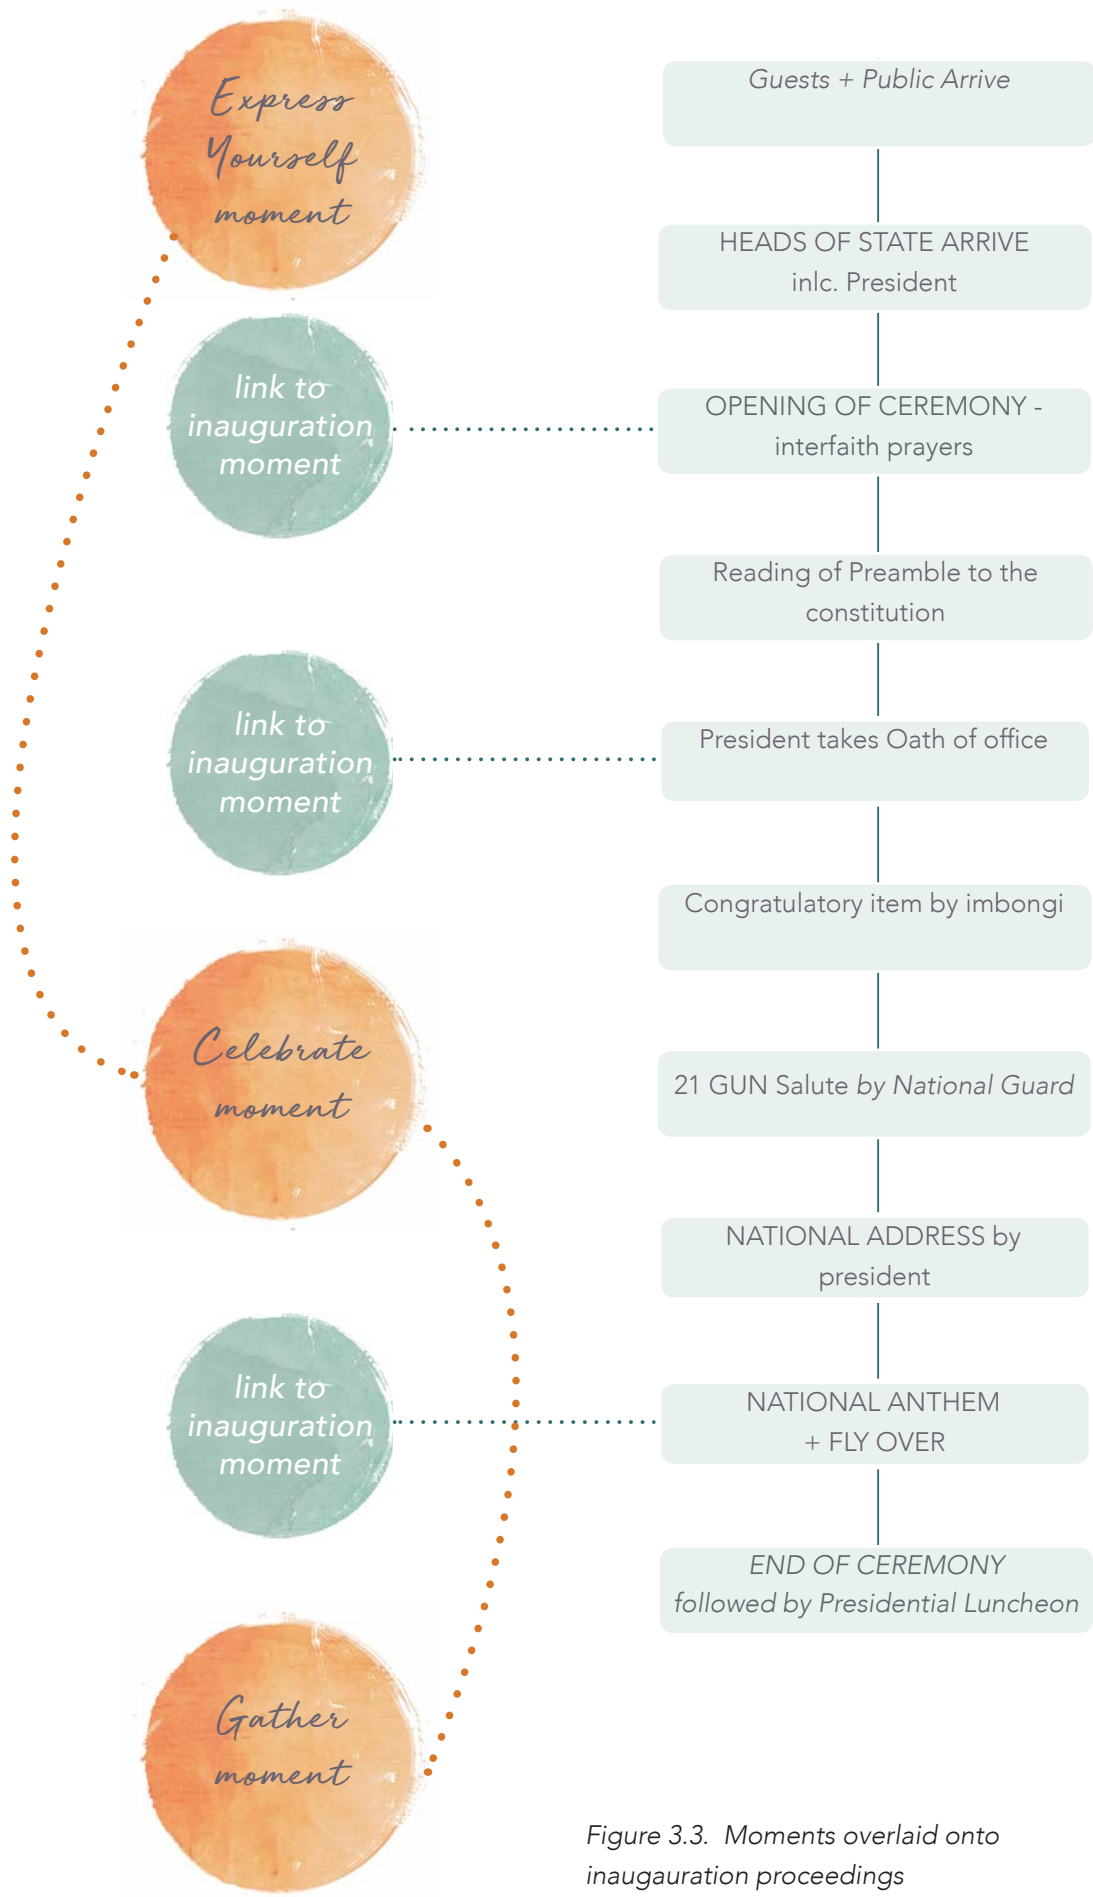 Express
Yourself
moment
link to
inauguration
moment
link to
inauguration
moment
Celebrate
moment
link to
inauguration
moment
Gather
moment
Guests + Public Arrive
HEADS OF STATE ARRIVE
inlc. President
OPENING OF CEREMONY -
interfaith prayers
Reading of Preamble to the
constitution
President takes Oath of office
Congratulatory item by imbongi
21 GUN Salute by National Guard
NATIONAL ADDRESS by
president
NATIONAL ANTHEM
+ FLY OVER
END OF CEREMONY
followed by Presidential Luncheon
Figure 3.3. Moments overlaid onto
inaugauration proceedings